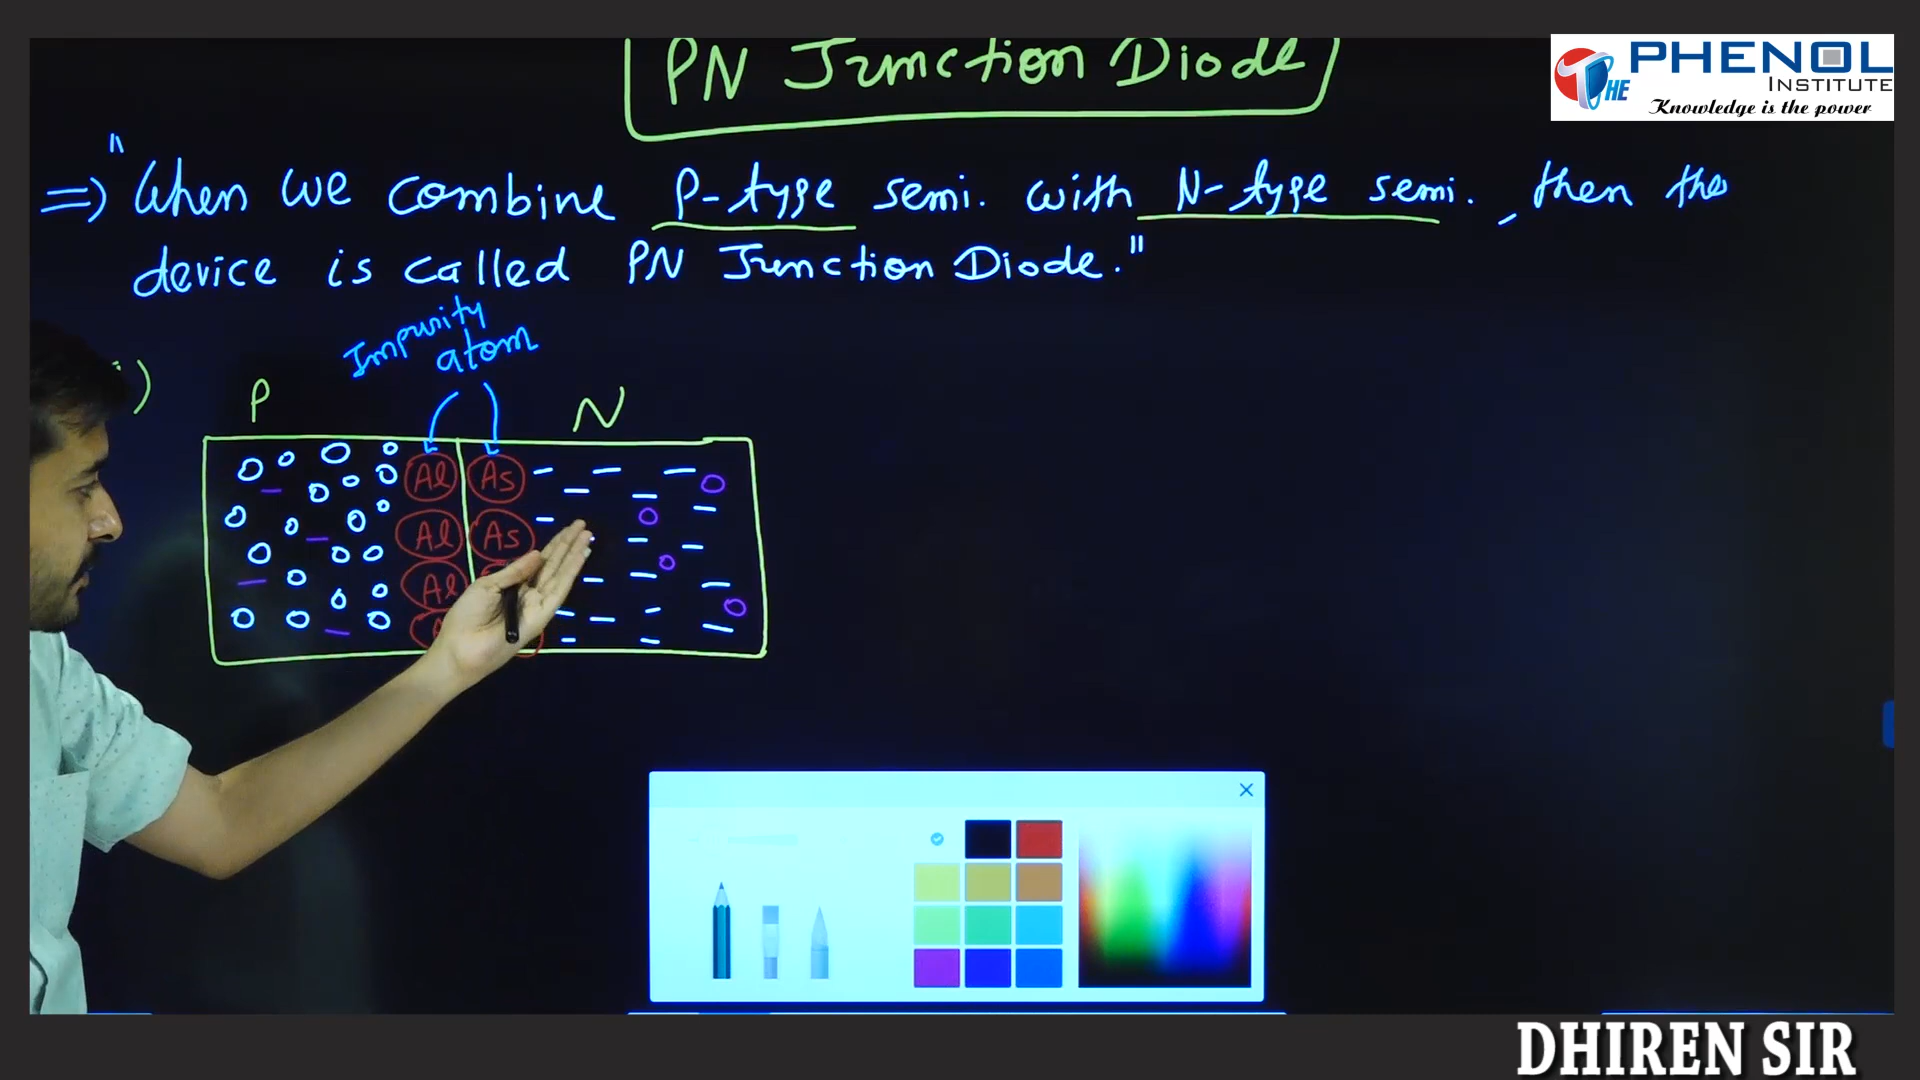 PN Junction Diode
THE PHENOL
INSTITUTE
Knowledge is the power
=) "When we combine P-type semi. with N-type semi., then the
device is called PN Junction Diode."
Impurity
atom
i)
P N
Al As
Al As
Al
DHIREN SIR